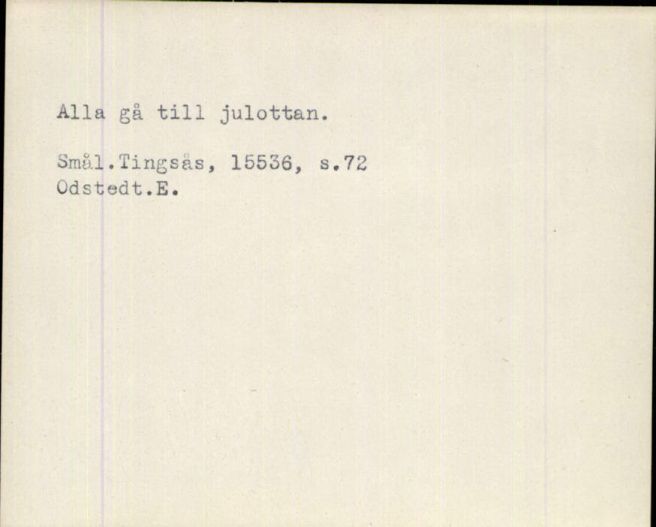 Alla gå till julottan.
Smål.Tingsås, 15536, s.72
Odstedt.E.